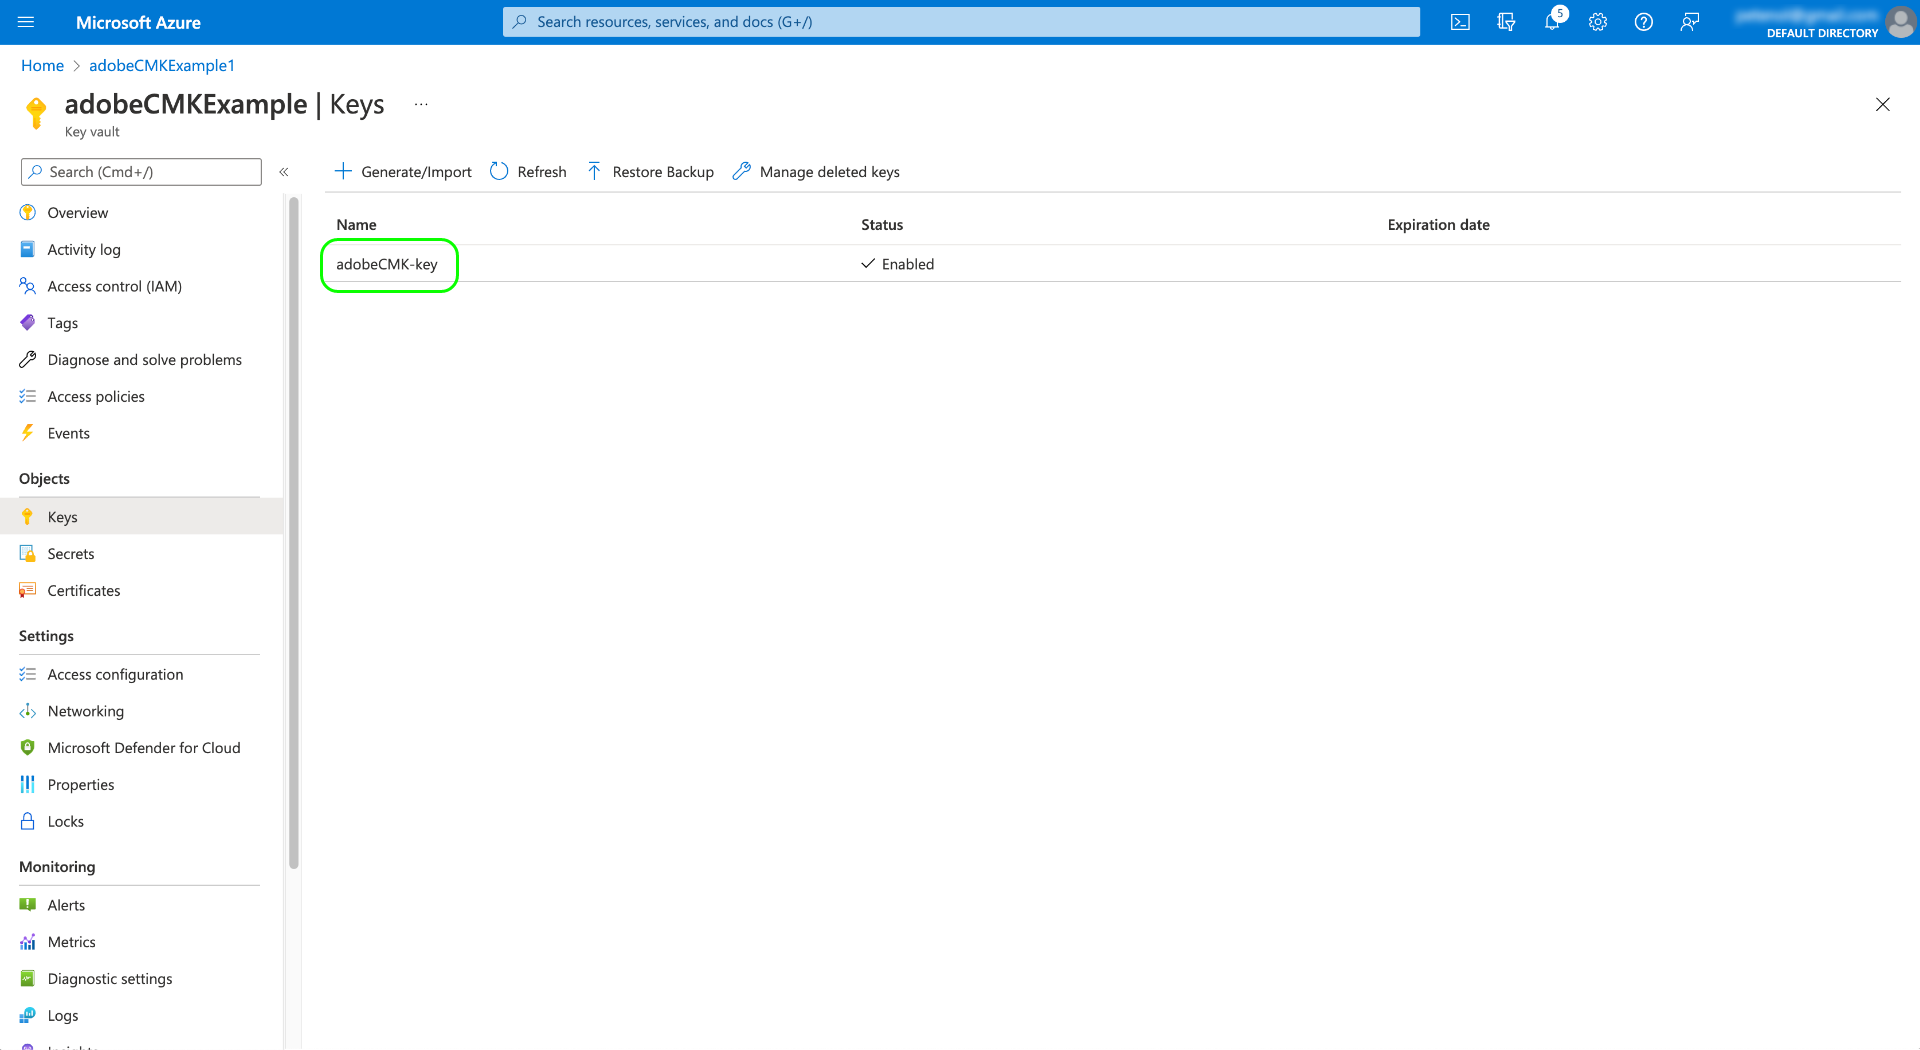 Microsoft Azure
Search resources, services, and docs (G+/)
5
DEFAULT DIRECTORY
Home > adobeCMKExample1
adobeCMKExample | Keys ...
Key vault
Search (Cmd+/)
«
Generate/Import
Refresh
Restore Backup
Manage deleted keys
Name
Status
Expiration date
adobeCMK-key
Enabled
Overview
Activity log
Access control (IAM)
Tags
Diagnose and solve problems
Access policies
Events
Objects
Keys
Secrets
Certificates
Settings
Access configuration
Networking
Microsoft Defender for Cloud
Properties
Locks
Monitoring
Alerts
Metrics
Diagnostic settings
Logs